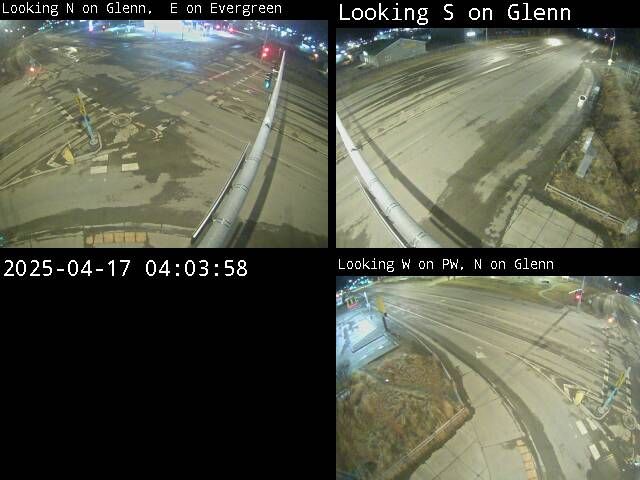 Looking N on Glenn,  E on Evergreen
Looking S on Glenn
2025-04-17 04:03:58
Looking W on PW, N on Glenn